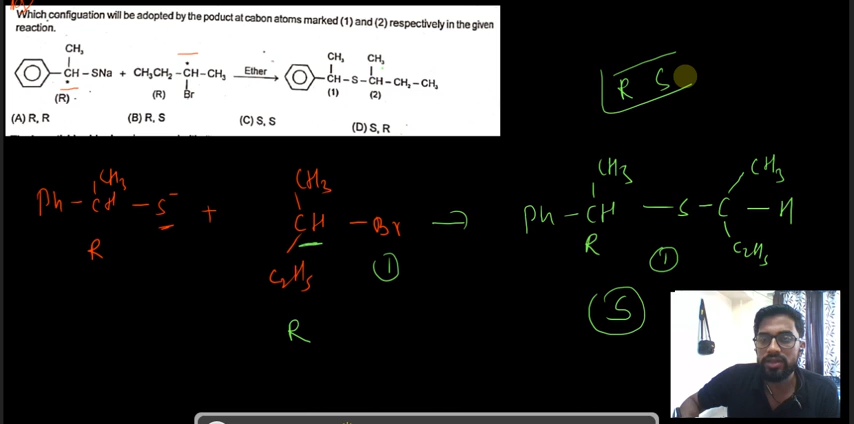 Which configuation will be adopted by the poduct at cabon atoms marked (1) and (2) respectively in the given
reaction.
CH₃
CH – SNa + CH₃CH₂ – CH – CH₃ Ether CH – S – CH – CH₂ – CH₃
(R) (R) Br
CH₃ CH₃
(1) (2)
(A) R, R (B) R, S (C) S, S (D) S, R
R S
CH₃
Ph – CH – S⁻ +
R
CH₃
CH – Br →
C₂H₅
①
R
CH₃
Ph – CH – S – C – H
R
CH₃
C₂H₅
①
S